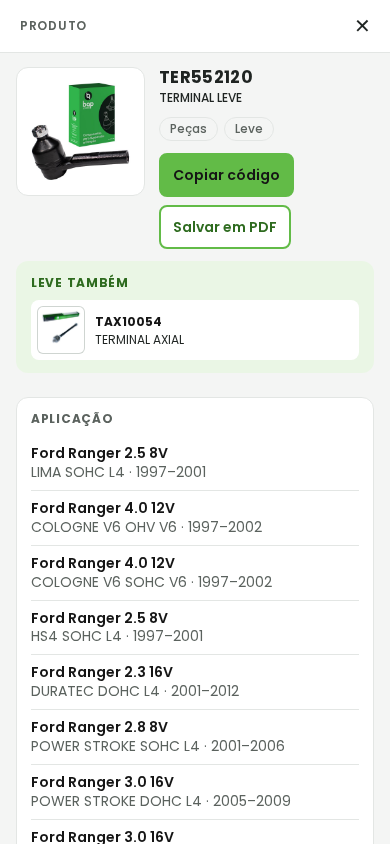 PRODUTO
TER552120
TERMINAL LEVE
Peças
Leve
Copiar código
Salvar em PDF
LEVE TAMBÉM
TAX10054
TERMINAL AXIAL
APLICAÇÃO
Ford Ranger 2.5 8V
LIMA SOHC L4 · 1997–2001
Ford Ranger 4.0 12V
COLOGNE V6 OHV V6 · 1997–2002
Ford Ranger 4.0 12V
COLOGNE V6 SOHC V6 · 1997–2002
Ford Ranger 2.5 8V
HS4 SOHC L4 · 1997–2001
Ford Ranger 2.3 16V
DURATEC DOHC L4 · 2001–2012
Ford Ranger 2.8 8V
POWER STROKE SOHC L4 · 2001–2006
Ford Ranger 3.0 16V
POWER STROKE DOHC L4 · 2005–2009
Ford Ranger 3.0 16V